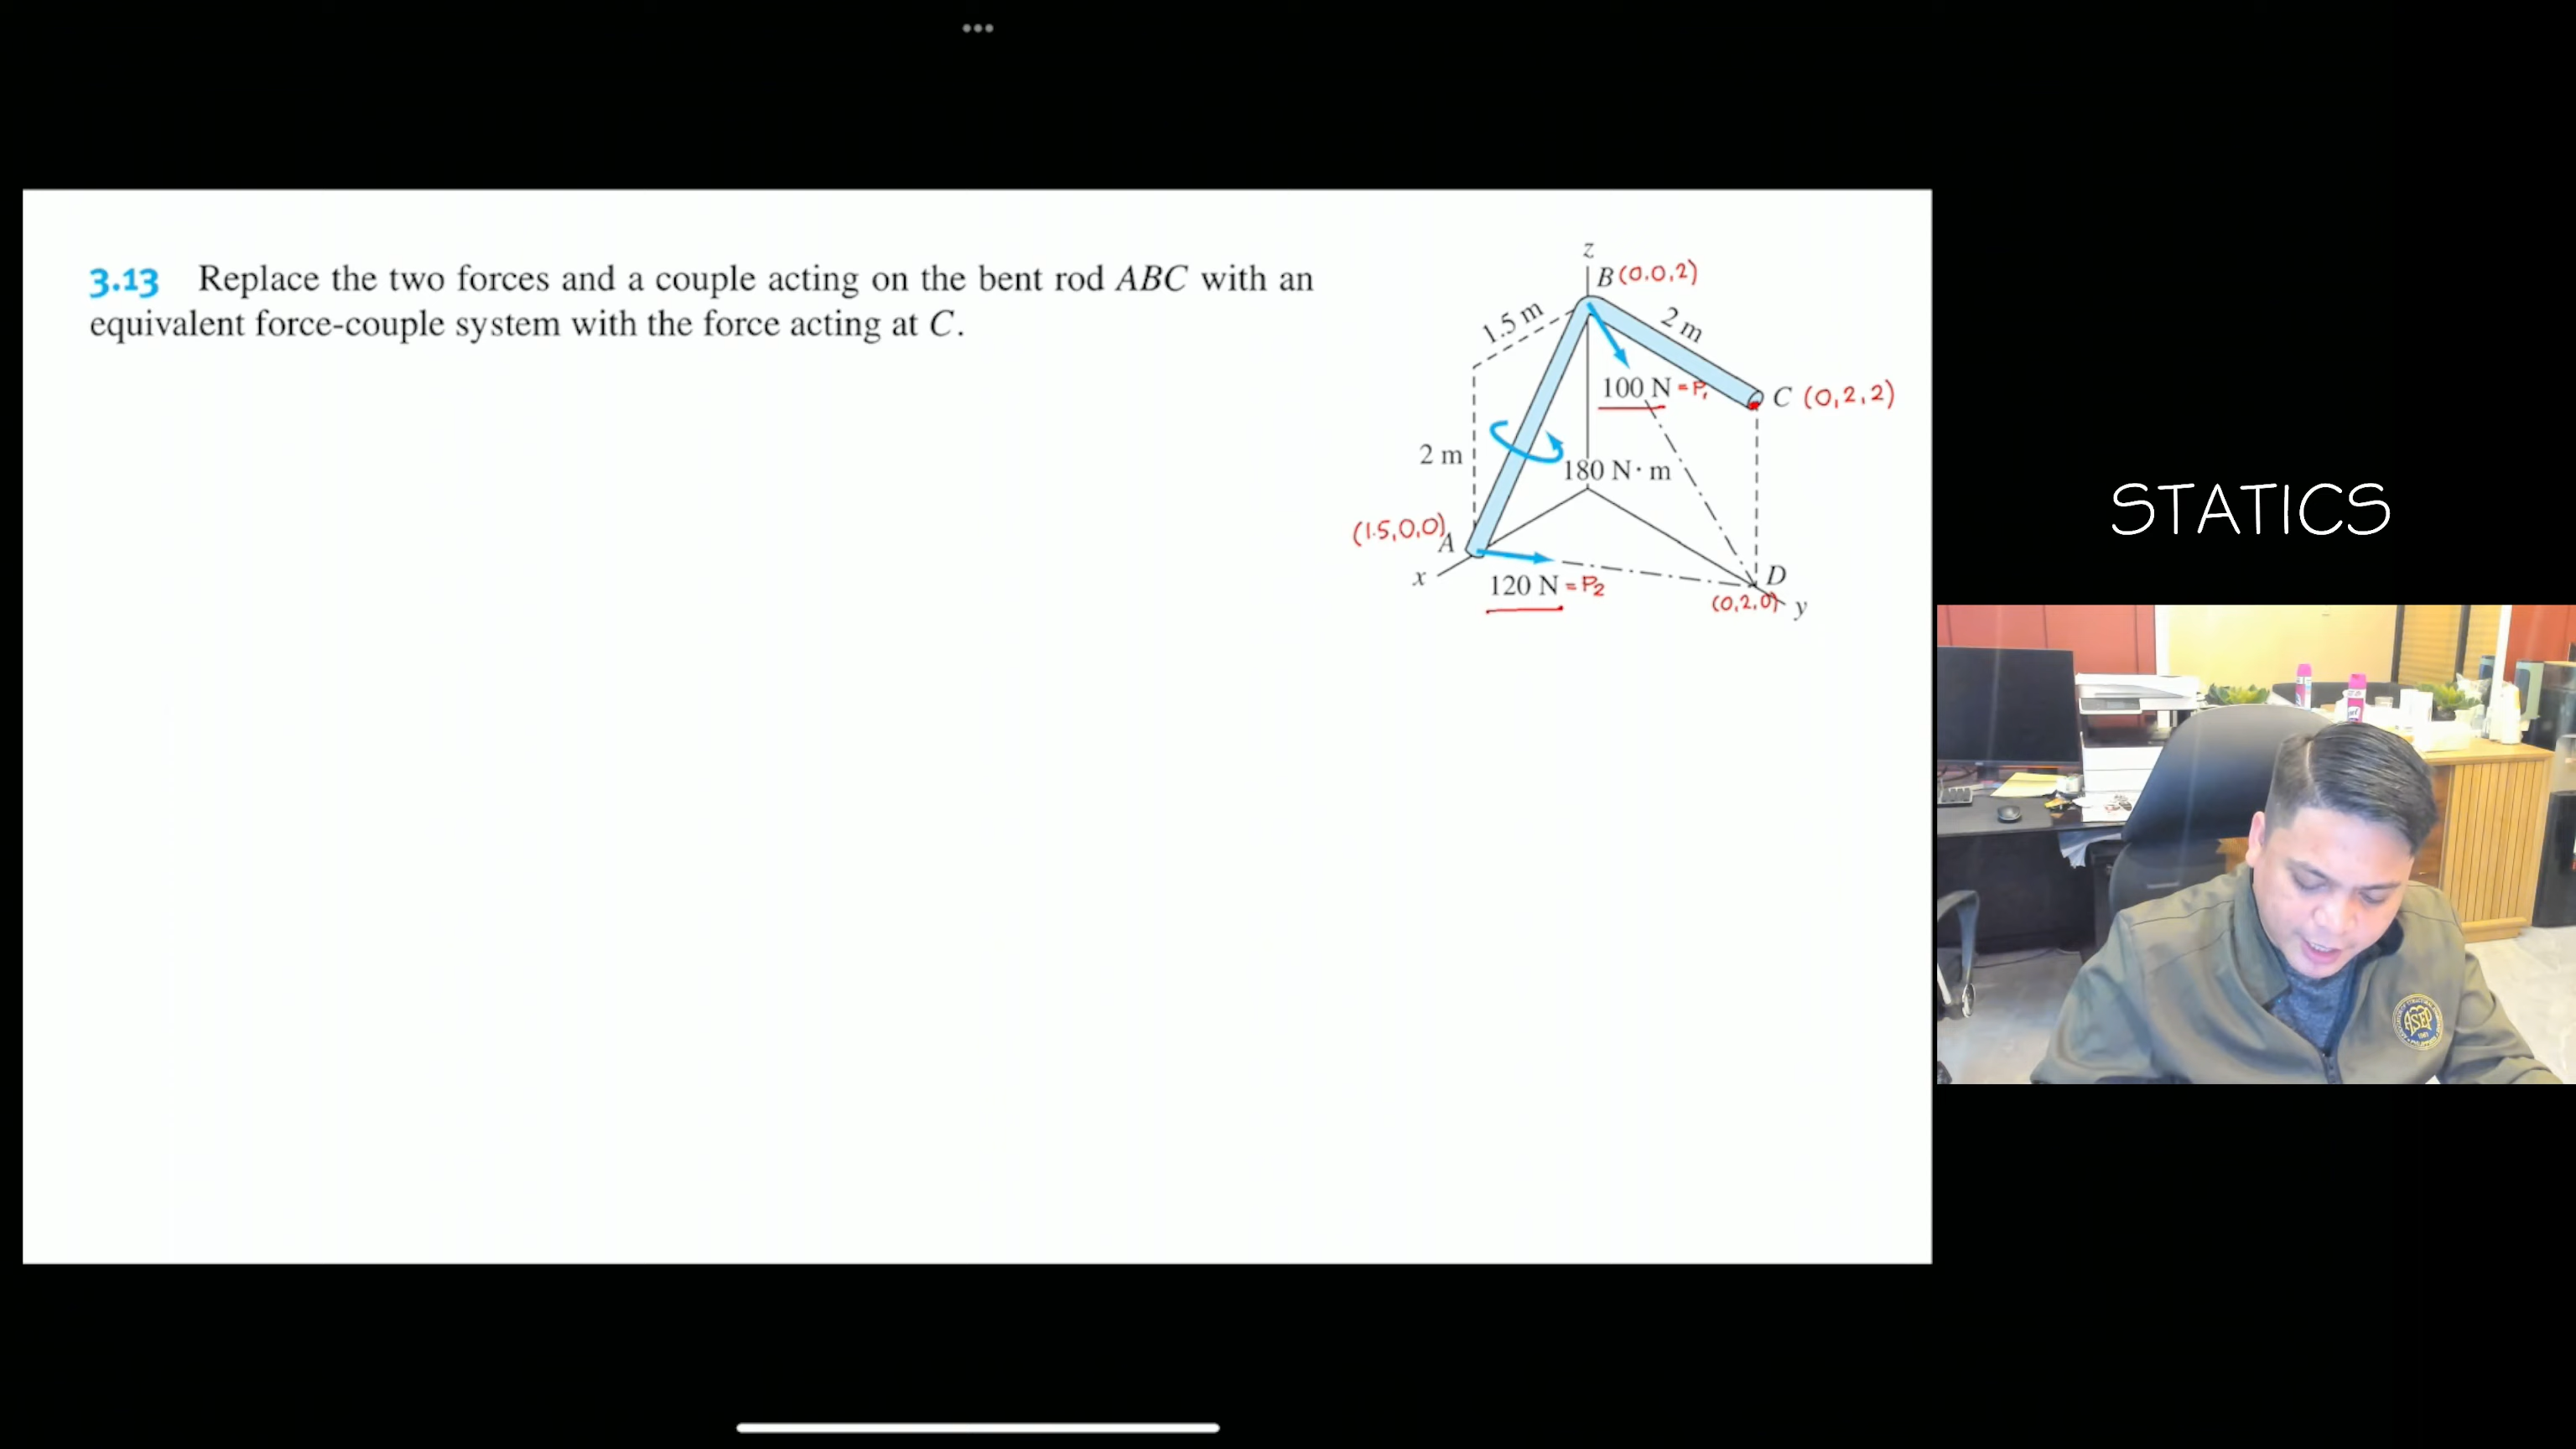 3.13 Replace the two forces and a couple acting on the bent rod ABC with an
equivalent force-couple system with the force acting at C.
z
B (0,0,2)
1.5 m
2 m
100 N = P1
C (0,2,2)
2 m
180 N·m
(1.5,0,0)
A
x
120 N = P2
D
(0,2,0)
y
STATICS
ASEP